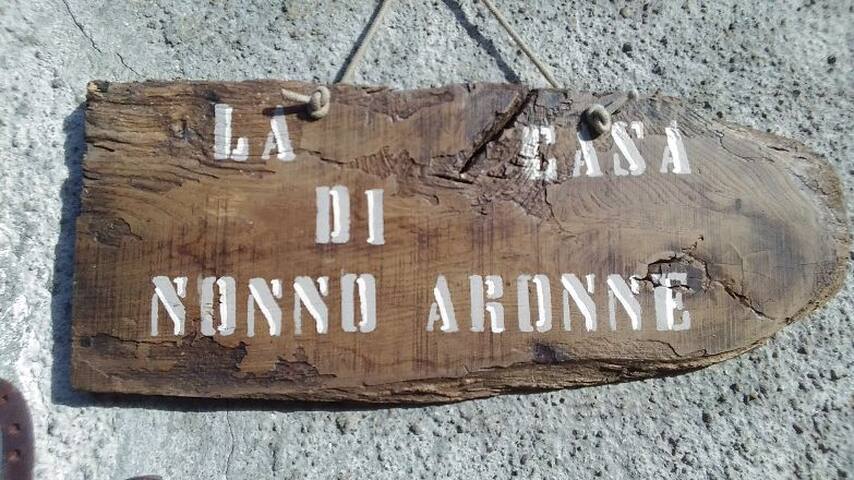 LA CASA
DI
NONNO ARONNE